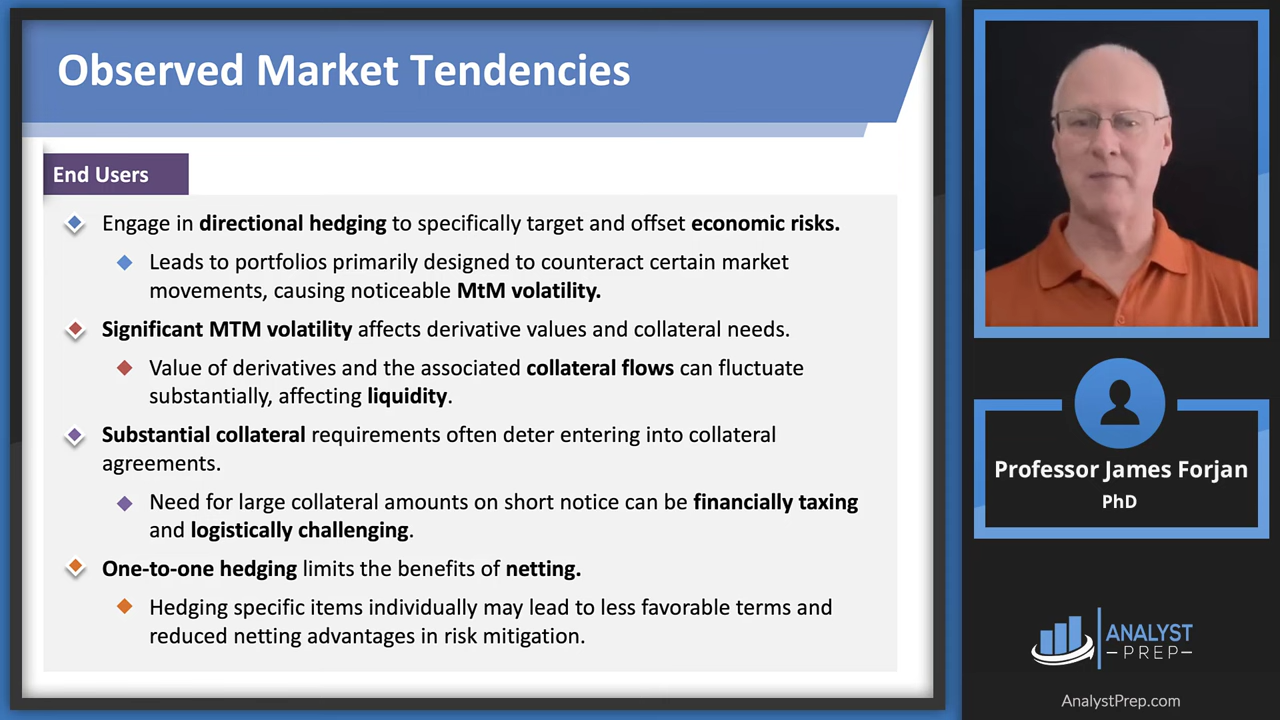 Observed Market Tendencies
End Users
Engage in directional hedging to specifically target and offset economic risks.
Leads to portfolios primarily designed to counteract certain market
movements, causing noticeable MtM volatility.
Significant MTM volatility affects derivative values and collateral needs.
Value of derivatives and the associated collateral flows can fluctuate
substantially, affecting liquidity.
Substantial collateral requirements often deter entering into collateral
agreements.
Need for large collateral amounts on short notice can be financially taxing
and logistically challenging.
One-to-one hedging limits the benefits of netting.
Hedging specific items individually may lead to less favorable terms and
reduced netting advantages in risk mitigation.
Professor James Forjan
PhD
ANALYST
–PREP–
AnalystPrep.com